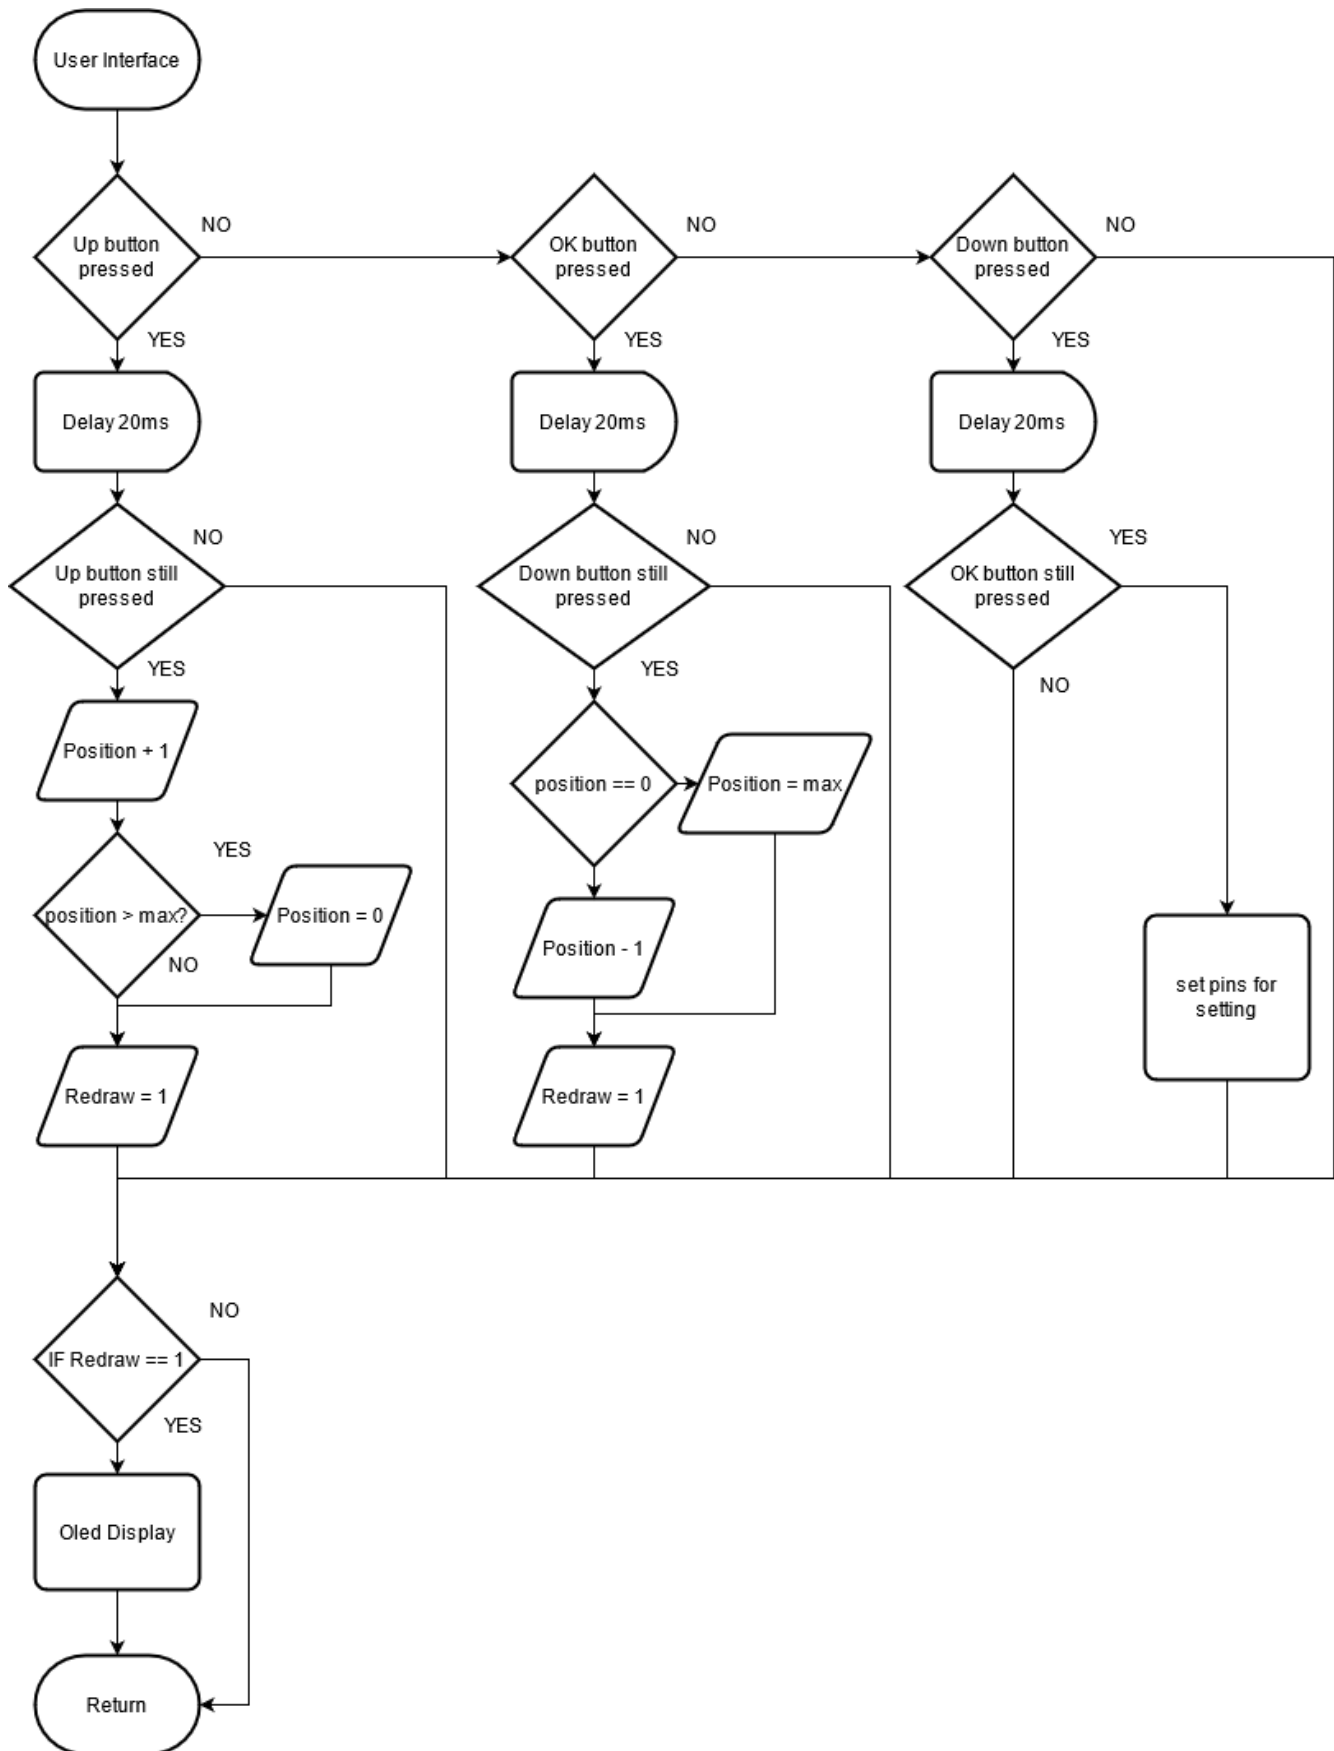 User Interface
Up button
pressed
NO
OK button
pressed
NO
Down button
pressed
NO
YES
YES
YES
Delay 20ms
Delay 20ms
Delay 20ms
Up button still
pressed
NO
Down button still
pressed
NO
OK button still
pressed
YES
YES
YES
NO
Position + 1
position == 0
Position = max
position > max?
YES
NO
Position = 0
Position - 1
set pins for
setting
Redraw = 1
Redraw = 1
IF Redraw == 1
NO
YES
Oled Display
Return